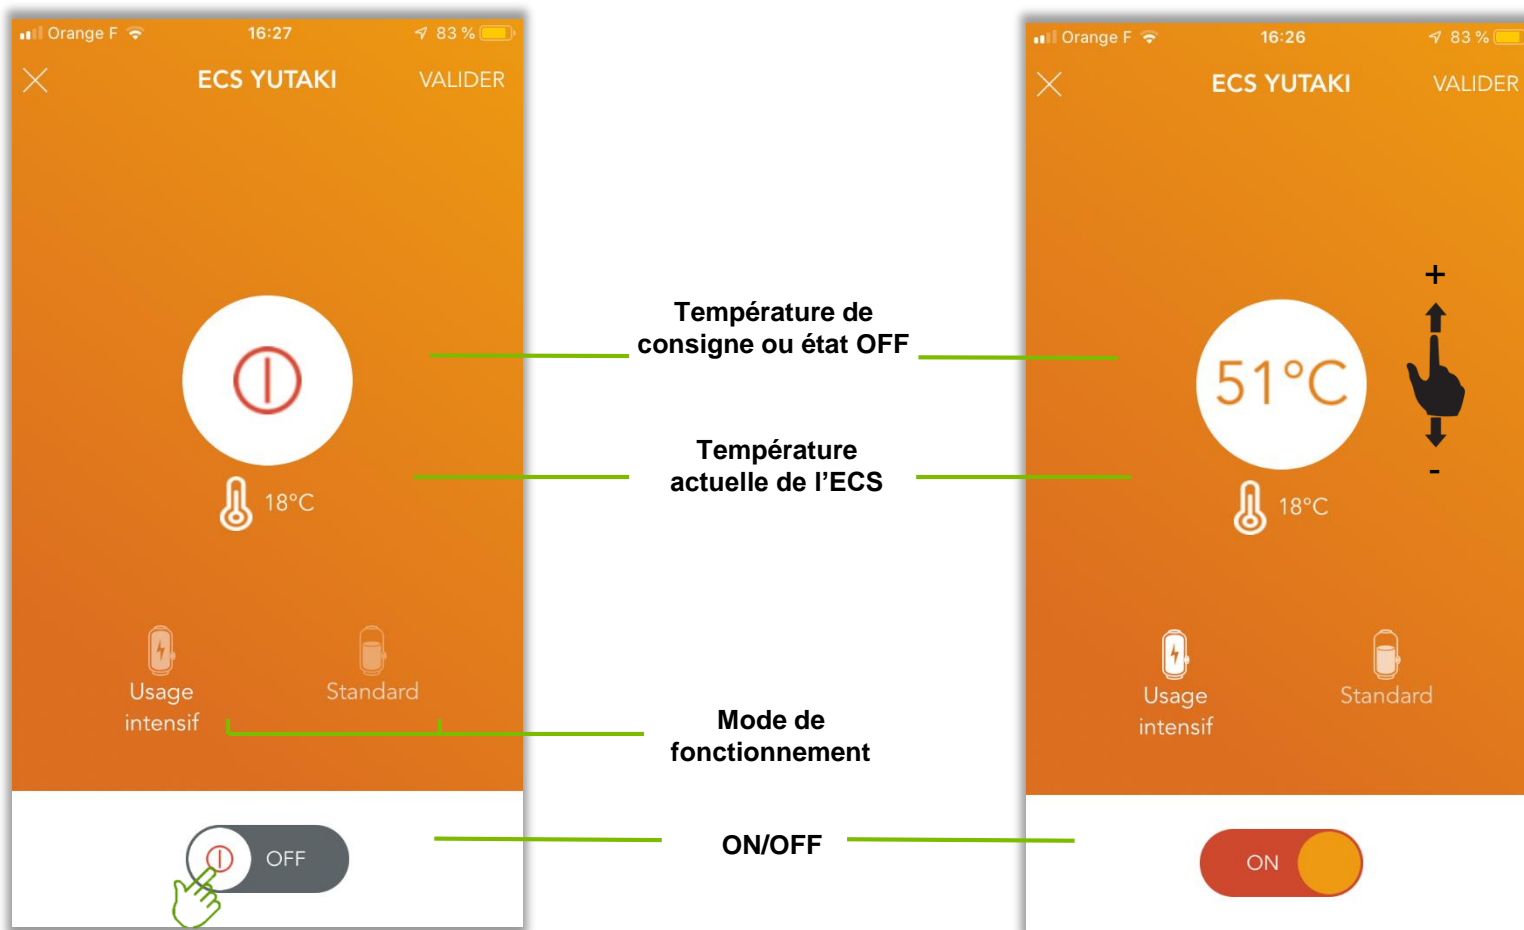 Orange F 16:27 83 %
ECS YUTAKI VALIDER
18°C
Usage
intensif
Standard
OFF
Température de
consigne ou état OFF
Température
actuelle de l’ECS
Mode de
fonctionnement
ON/OFF
Orange F 16:26 83 %
ECS YUTAKI VALIDER
+
51°C
-
18°C
Usage
intensif
Standard
ON